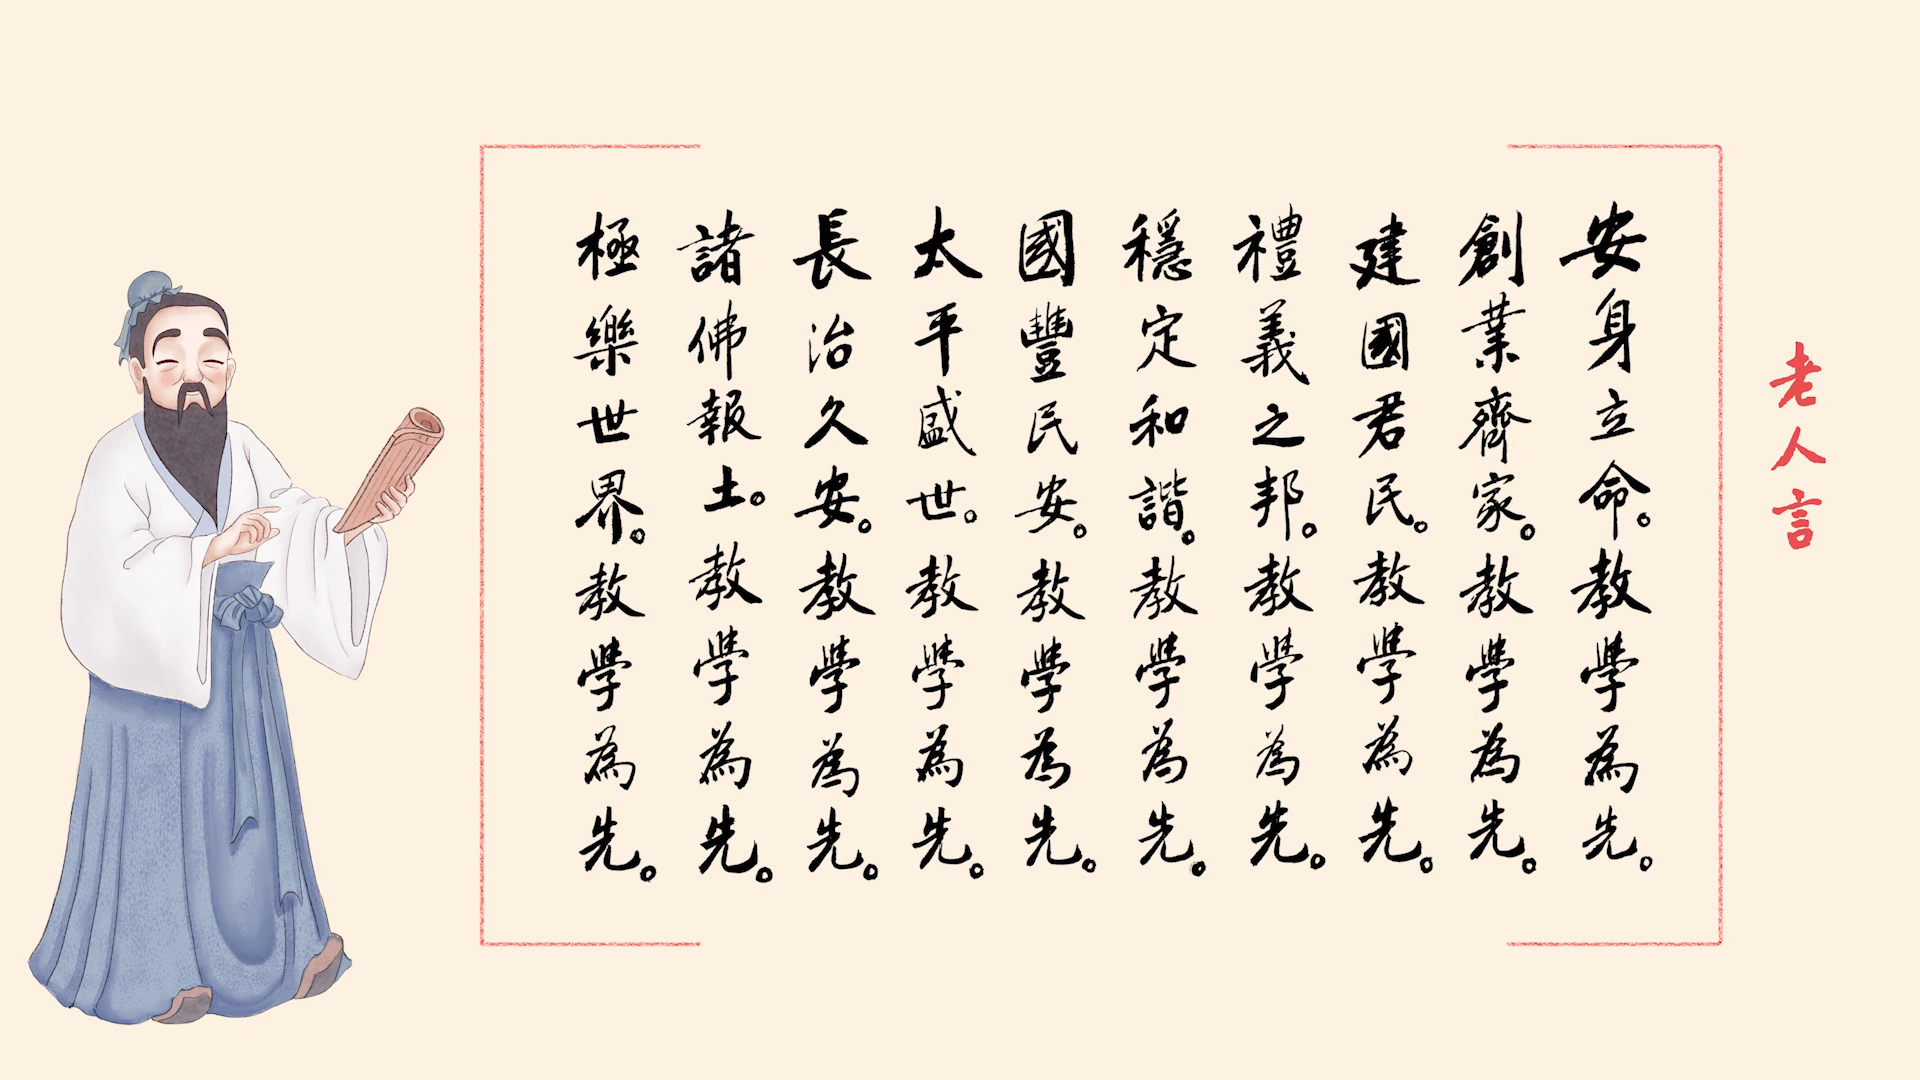 老人言
安身立命。教學為先。
創業齊家。教學為先。
建國君民。教學為先。
禮義之邦。教學為先。
穩定和諧。教學為先。
國豐民安。教學為先。
太平盛世。教學為先。
長治久安。教學為先。
諸佛報土。教學為先。
極樂世界。教學為先。